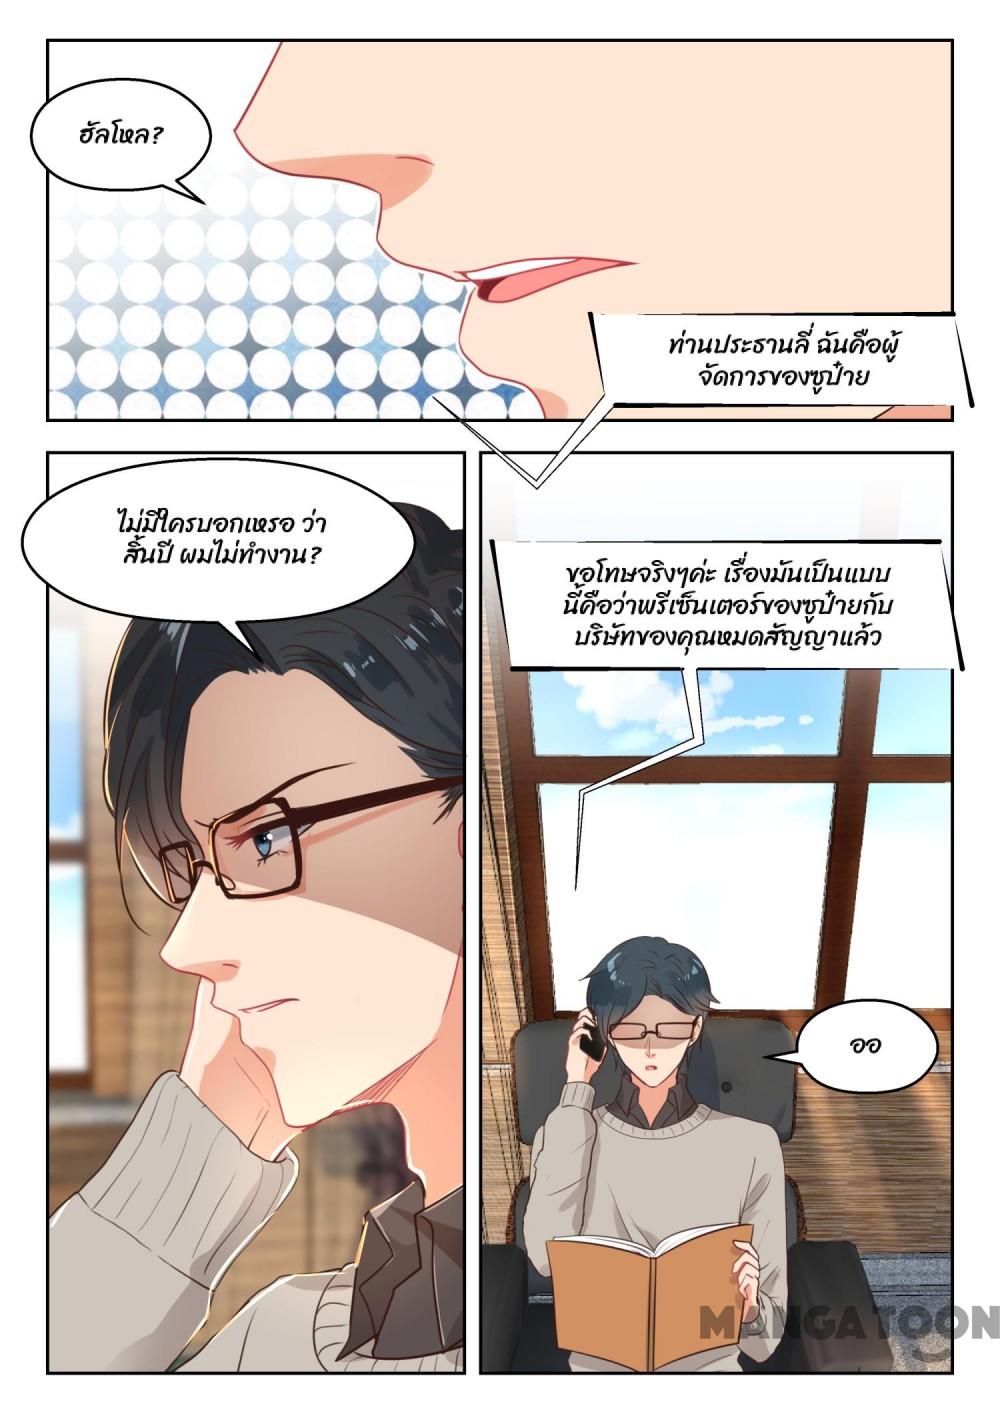 ฮัลโหล?
ท่านประธานลี่ ฉันคือผู้
จัดการของซูป๋าย
ไม่มีใครบอกเหรอ ว่า
สิ้นปี ผมไม่ทำงาน?
ขอโทษจริงๆค่ะ เรื่องมันเป็นแบบ
นี้คือว่าพรีเซ็นเตอร์ของซูป๋ายกับ
บริษัทของคุณหมดสัญญาแล้ว
ออ
MANGATOON